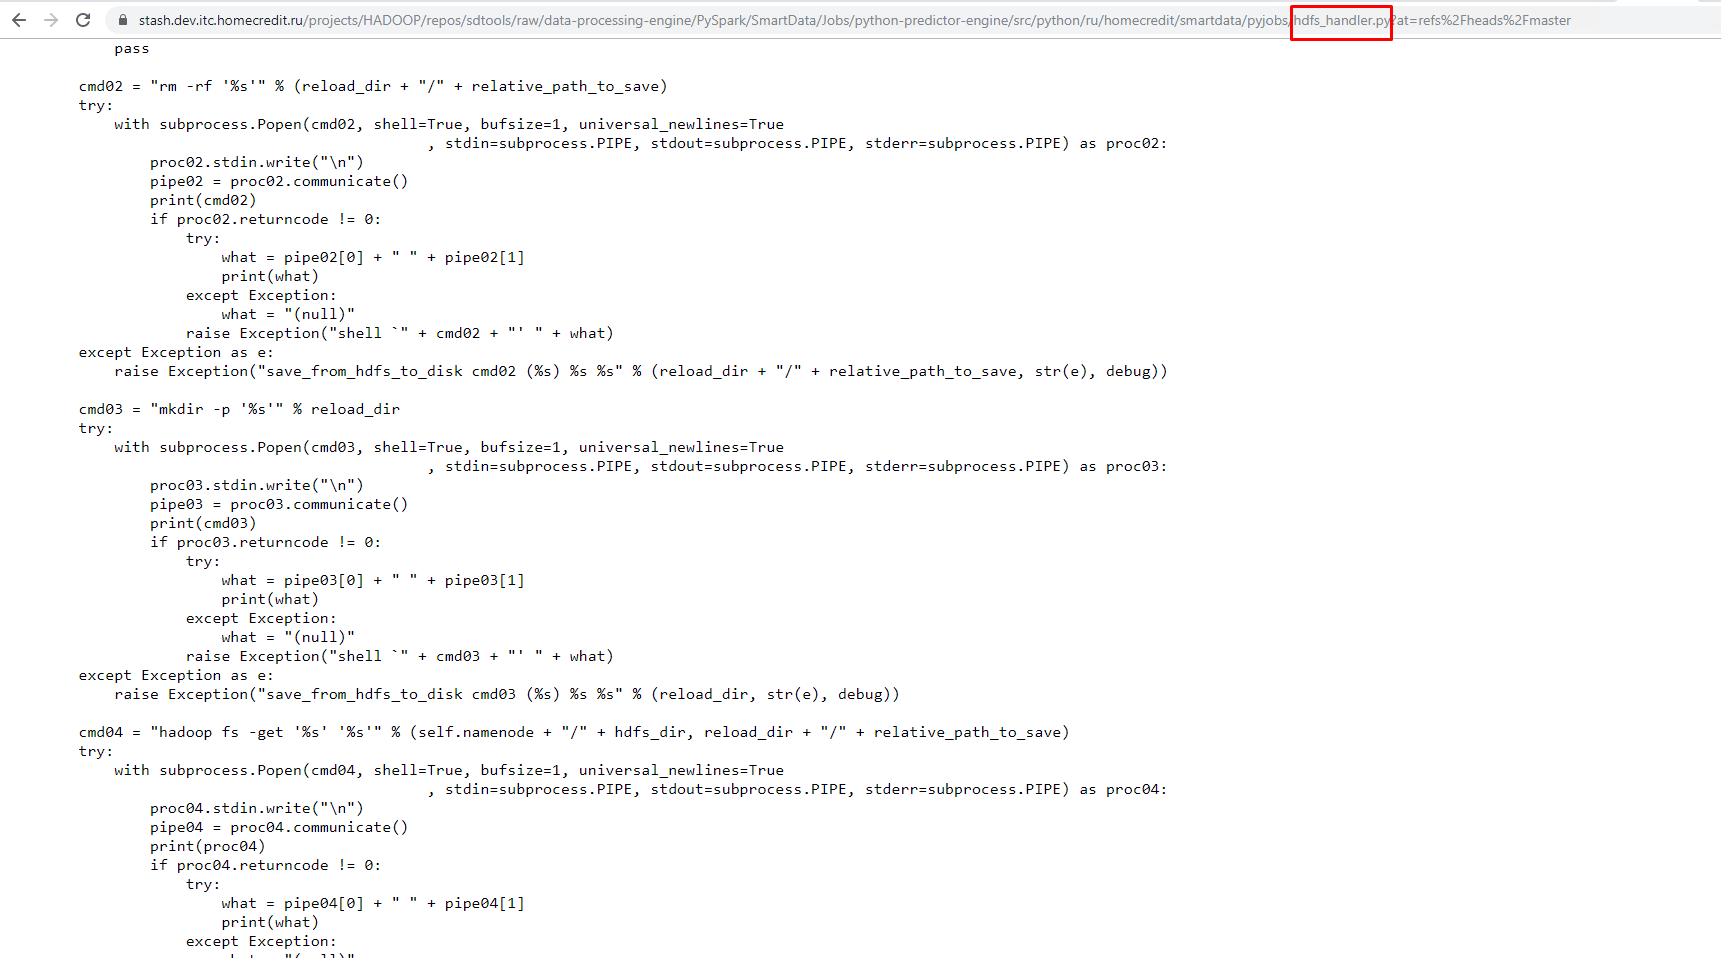 stash.dev.itc.homecredit.ru/projects/HADOOP/repos/sdtools/raw/data-processing-engine/PySpark/SmartData/Jobs/python-predictor-engine/src/python/ru/homecredit/smartdata/pyjobs/hdfs_handler.py?at=refs%2Fheads%2Fmaster
        pass

    cmd02 = "rm -rf '%s'" % (reload_dir + "/" + relative_path_to_save)
    try:
        with subprocess.Popen(cmd02, shell=True, bufsize=1, universal_newlines=True
                                           , stdin=subprocess.PIPE, stdout=subprocess.PIPE, stderr=subprocess.PIPE) as proc02:
            proc02.stdin.write("\n")
            pipe02 = proc02.communicate()
            print(cmd02)
            if proc02.returncode != 0:
                try:
                    what = pipe02[0] + " " + pipe02[1]
                    print(what)
                except Exception:
                    what = "(null)"
                raise Exception("shell `" + cmd02 + "' " + what)
    except Exception as e:
        raise Exception("save_from_hdfs_to_disk cmd02 (%s) %s %s" % (reload_dir + "/" + relative_path_to_save, str(e), debug))

    cmd03 = "mkdir -p '%s'" % reload_dir
    try:
        with subprocess.Popen(cmd03, shell=True, bufsize=1, universal_newlines=True
                                           , stdin=subprocess.PIPE, stdout=subprocess.PIPE, stderr=subprocess.PIPE) as proc03:
            proc03.stdin.write("\n")
            pipe03 = proc03.communicate()
            print(cmd03)
            if proc03.returncode != 0:
                try:
                    what = pipe03[0] + " " + pipe03[1]
                    print(what)
                except Exception:
                    what = "(null)"
                raise Exception("shell `" + cmd03 + "' " + what)
    except Exception as e:
        raise Exception("save_from_hdfs_to_disk cmd03 (%s) %s %s" % (reload_dir, str(e), debug))

    cmd04 = "hadoop fs -get '%s' '%s'" % (self.namenode + "/" + hdfs_dir, reload_dir + "/" + relative_path_to_save)
    try:
        with subprocess.Popen(cmd04, shell=True, bufsize=1, universal_newlines=True
                                           , stdin=subprocess.PIPE, stdout=subprocess.PIPE, stderr=subprocess.PIPE) as proc04:
            proc04.stdin.write("\n")
            pipe04 = proc04.communicate()
            print(proc04)
            if proc04.returncode != 0:
                try:
                    what = pipe04[0] + " " + pipe04[1]
                    print(what)
                except Exception: